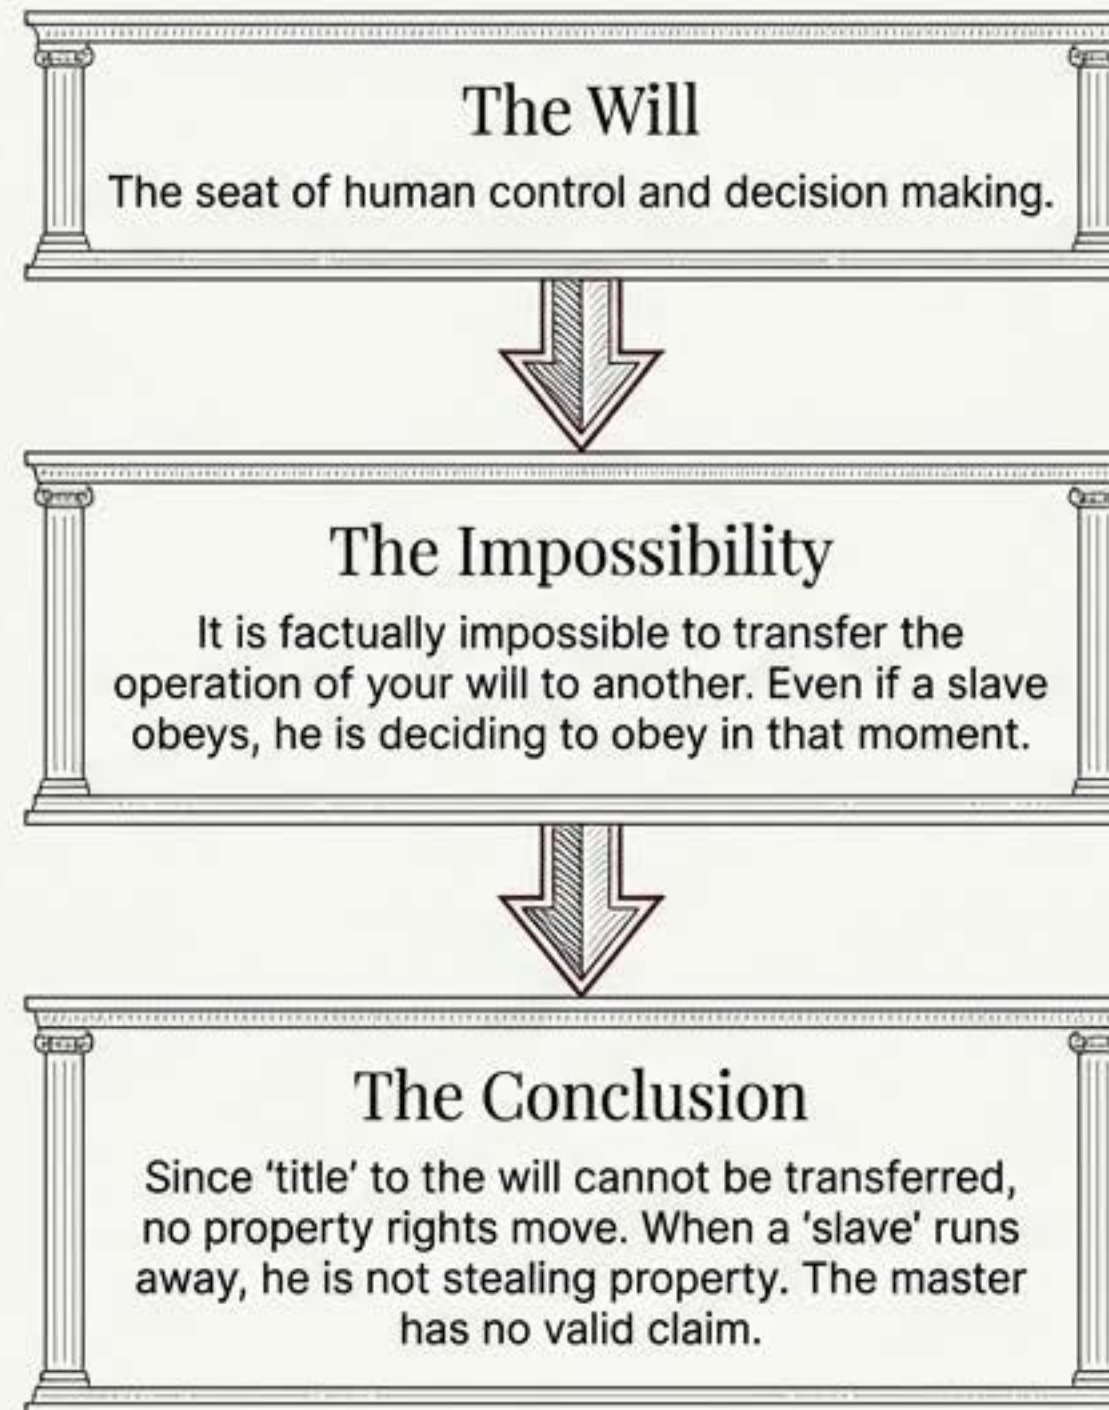 The Will
The seat of human control and decision making.
The Impossibility
It is factually impossible to transfer the
operation of your will to another. Even if a slave
obeys, he is deciding to obey in that moment.
The Conclusion
Since ‘title’ to the will cannot be transferred,
no property rights move. When a ‘slave’ runs
away, he is not stealing property. The master
has no valid claim.